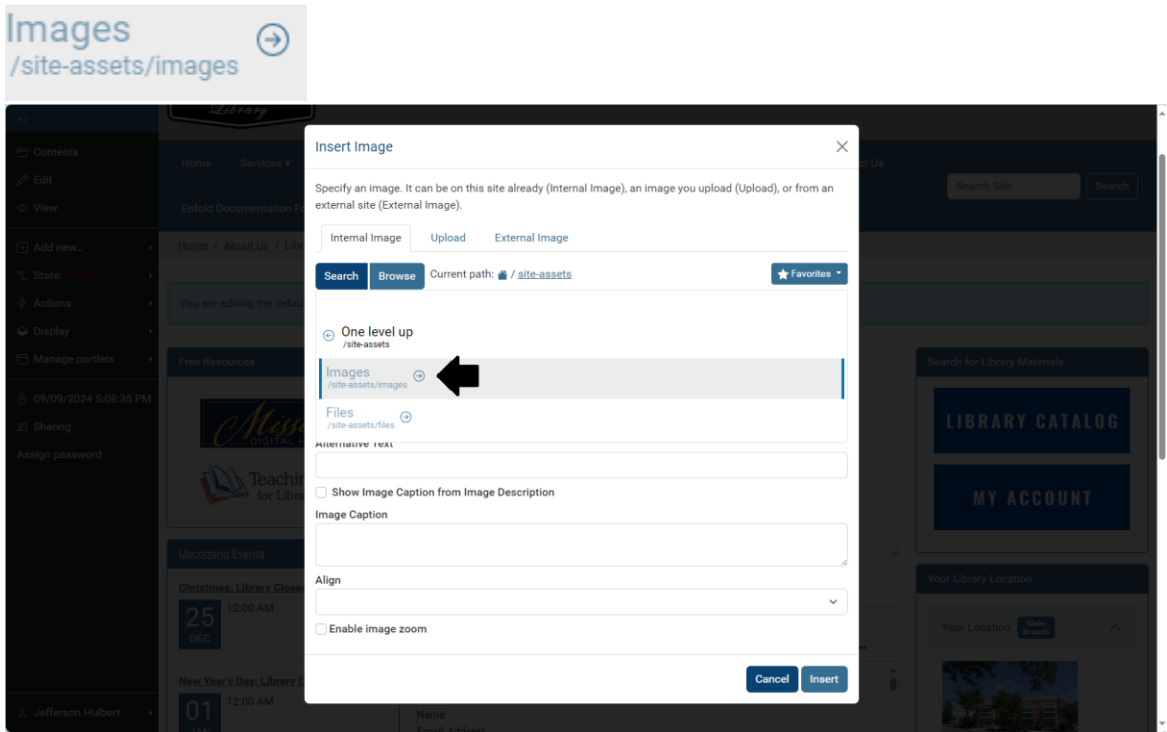 Images
/site-assets/images
Library
Contents
Edit
View
Add new...
State:
Actions
Display
Manage portlets
09/09/2024 5:08:35 PM
Sharing
Assign password
Jefferson Hulbert
Home Services ▾
Enfold Documentation
Home / About Us /
You are editing the
Free Resources
DIGITAL
Upcoming Events
Christmas: Library
25
DEC
12:00 AM
New Year's Day: Library
01
12:00 AM
Insert Image
Specify an image. It can be on this site already (Internal Image), an image you upload (Upload), or from an
external site (External Image).
Internal Image Upload External Image
Search Browse Current path: / site-assets Favorites
One level up
/site-assets
Images
/site-assets/images
Files
/site-assets/files
Alternative Text
Show Image Caption from Image Description
Image Caption
Align
Enable image zoom
Cancel Insert
Name
Email Address
Us
Search Site Search
Search for Library Materials
LIBRARY CATALOG
MY ACCOUNT
Your Library Location
Your Location: Main
Branch